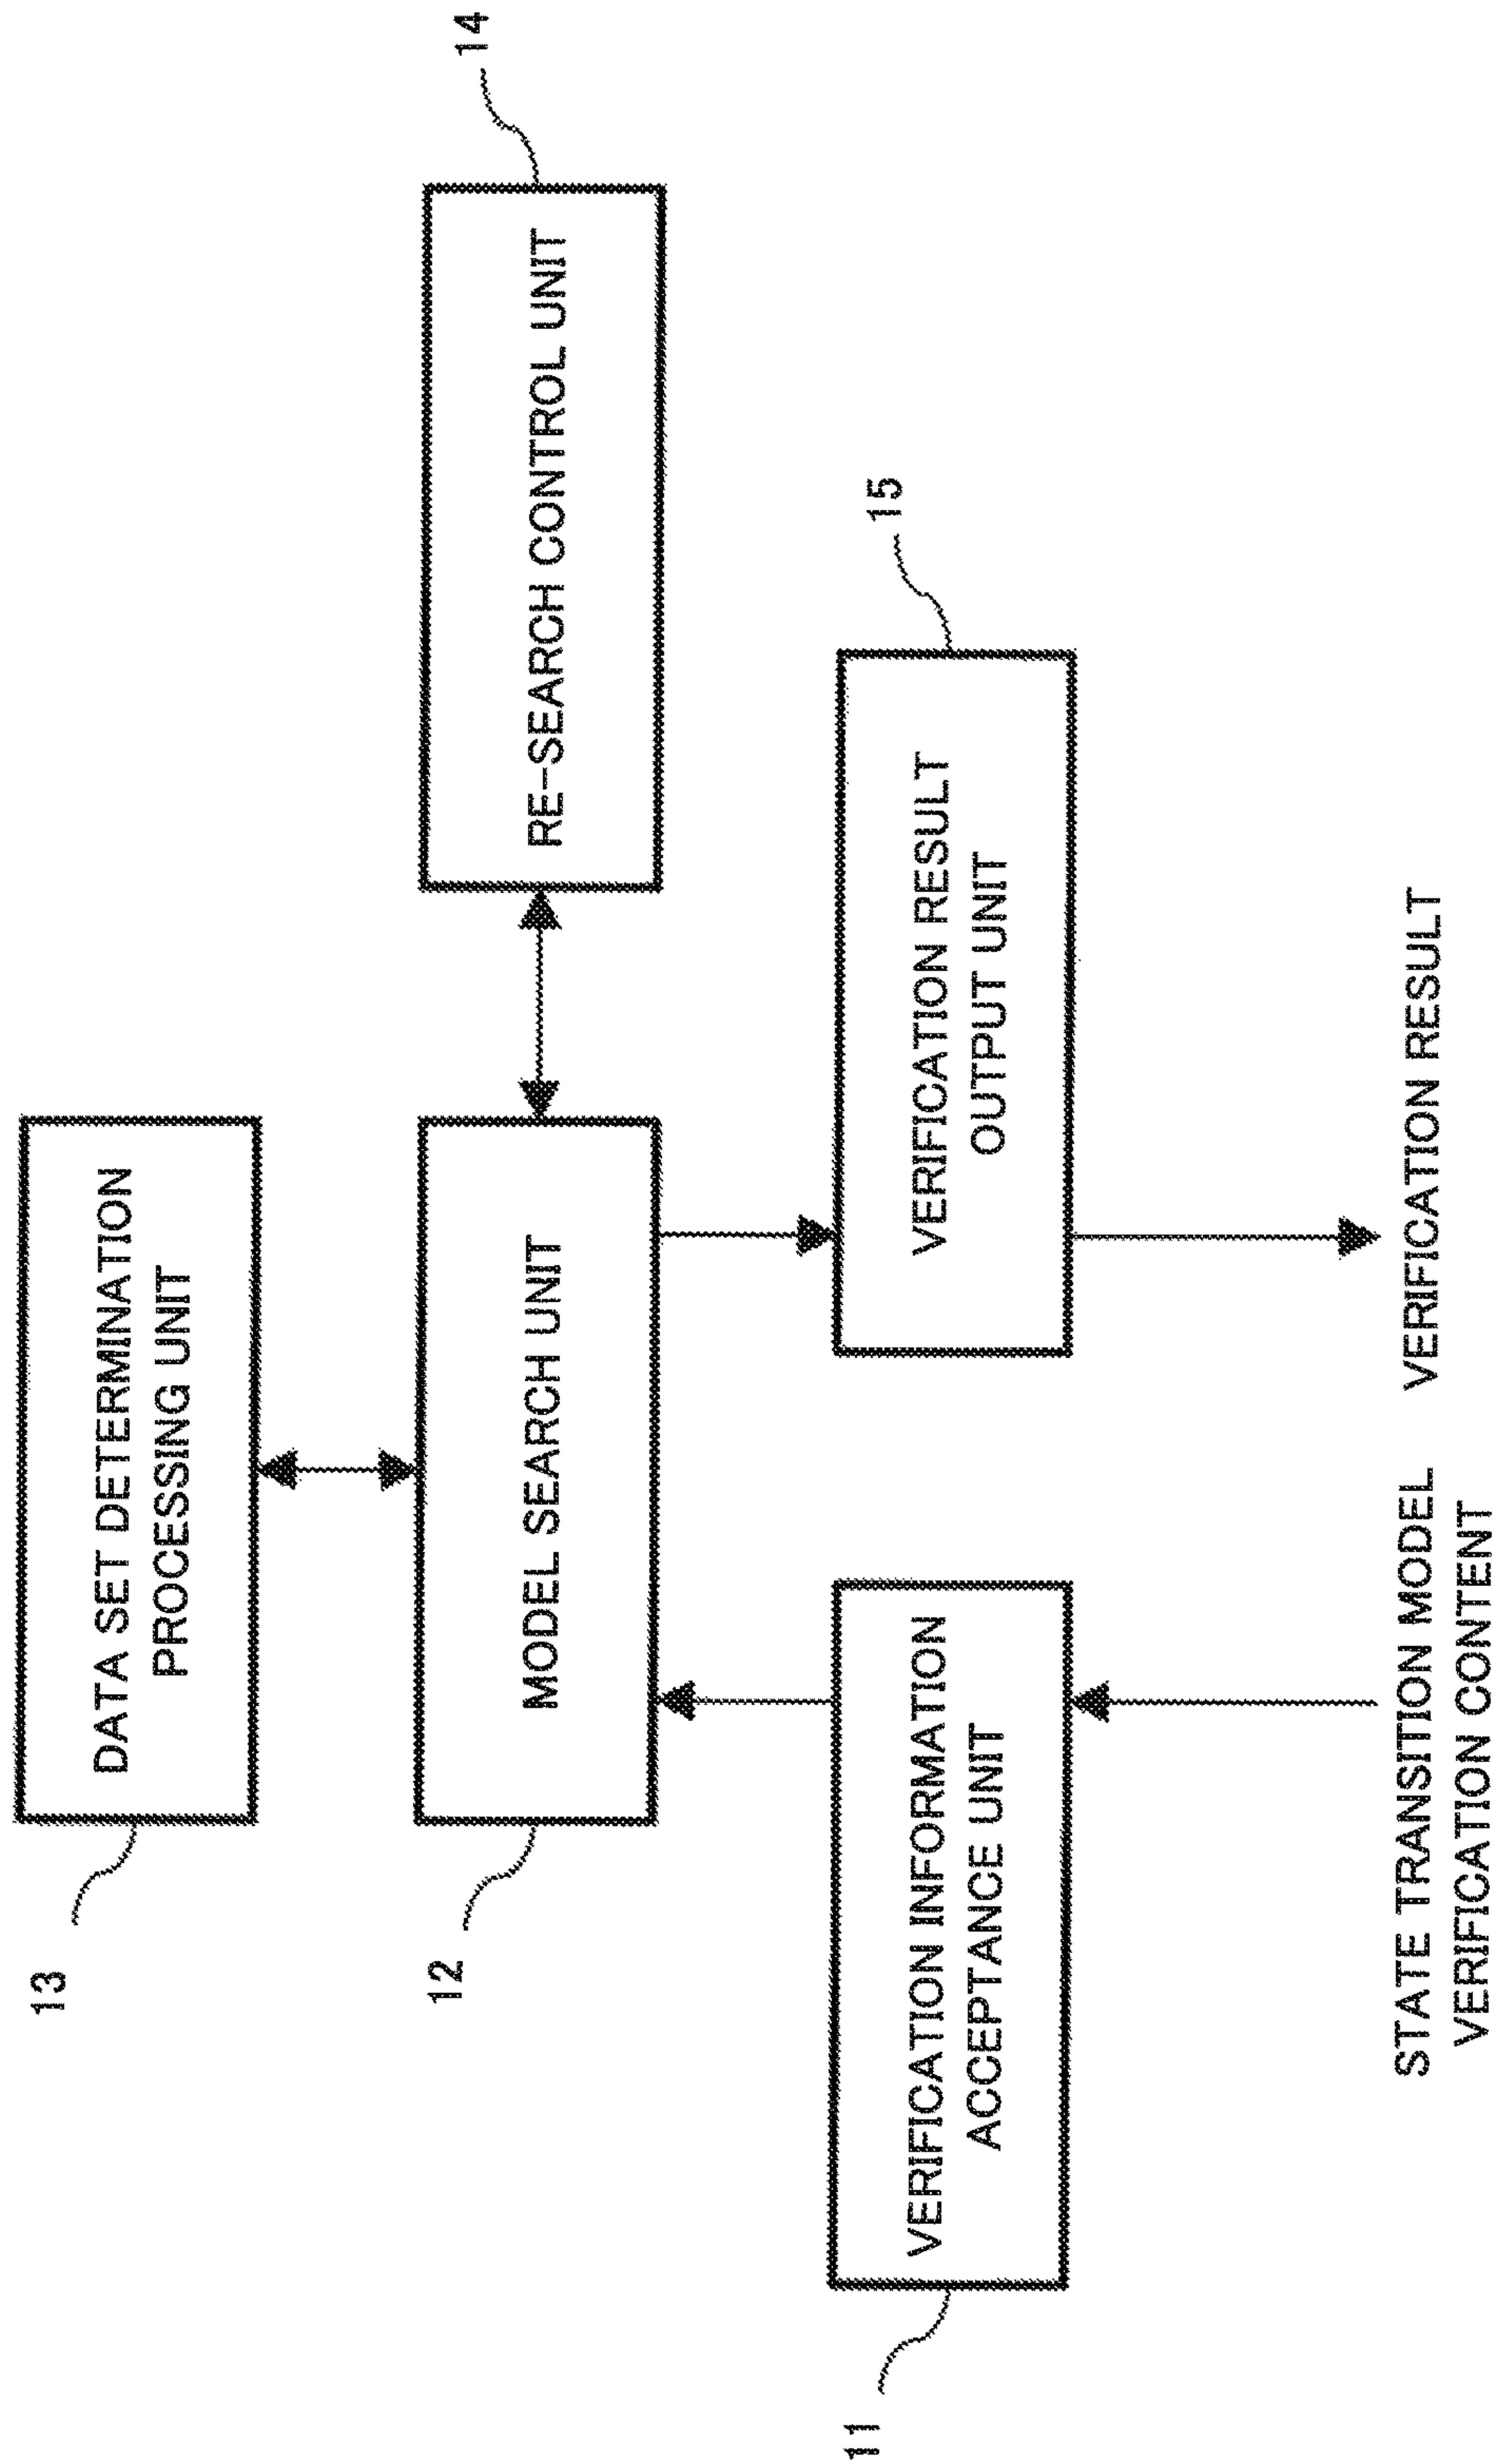 13
DATA SET DETERMINATION
PROCESSING UNIT
12
MODEL SEARCH UNIT
RE-SEARCH CONTROL UNIT
14
11
VERIFICATION INFORMATION
ACCEPTANCE UNIT
VERIFICATION RESULT
OUTPUT UNIT
15
STATE TRANSITION MODEL
VERIFICATION CONTENT
VERIFICATION RESULT